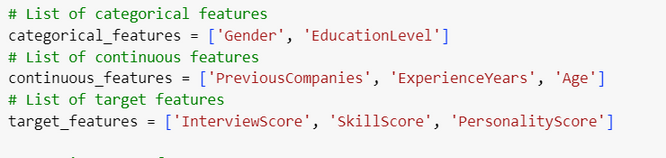 # List of categorical features
categorical_features = ['Gender', 'EducationLevel']
# List of continuous features
continuous_features = ['PreviousCompanies', 'ExperienceYears', 'Age']
# List of target features
target_features = ['InterviewScore', 'SkillScore', 'PersonalityScore']